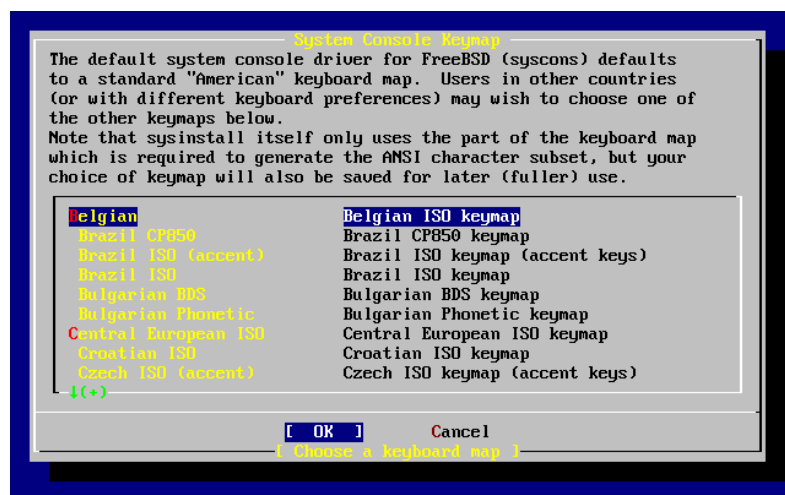 System Console Keymap
The default system console driver for FreeBSD (syscons) defaults
to a standard "American" keyboard map.  Users in other countries
(or with different keyboard preferences) may wish to choose one of
the other keymaps below.
Note that sysinstall itself only uses the part of the keyboard map
which is required to generate the ANSI character subset, but your
choice of keymap will also be saved for later (fuller) use.
Belgian Belgian ISO keymap
Brazil CP850 Brazil CP850 keymap
Brazil ISO (accent) Brazil ISO keymap (accent keys)
Brazil ISO Brazil ISO keymap
Bulgarian BDS Bulgarian BDS keymap
Bulgarian Phonetic Bulgarian Phonetic keymap
Central European ISO Central European ISO keymap
Croatian ISO Croatian ISO keymap
Czech ISO (accent) Czech ISO keymap (accent keys)
↓(+)
[ OK ] Cancel
[ Choose a keyboard map ]